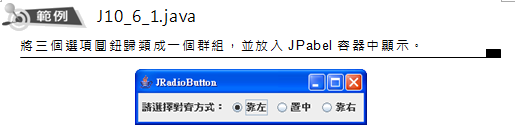 範例 J10_6_1.java
將三個選項圓鈕歸類成一個群組，並放入 JPabel 容器中顯示。
JRadioButton
請選擇對齊方式： 靠左 置中 靠右